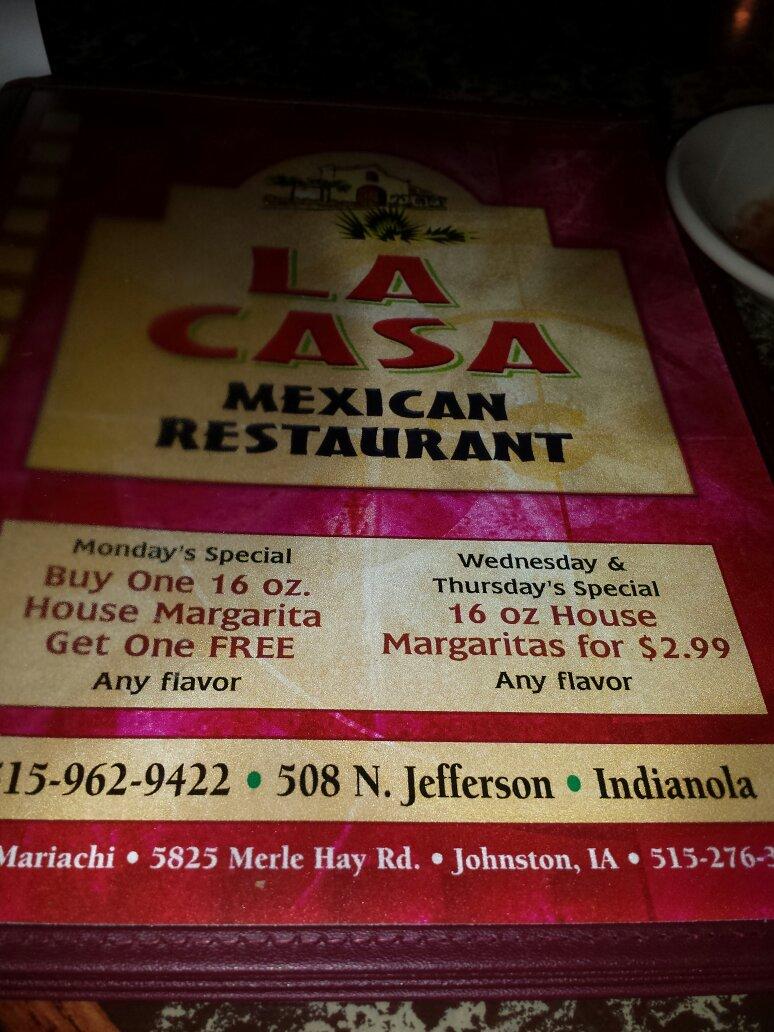 LA
CASA
MEXICAN
RESTAURANT
Monday's Special
Buy One 16 oz.
House Margarita
Get One FREE
Any flavor
Wednesday &
Thursday's Special
16 oz House
Margaritas for $2.99
Any flavor
15-962-9422 • 508 N. Jefferson • Indianola
Mariachi • 5825 Merle Hay Rd. • Johnston, IA • 515-276-3